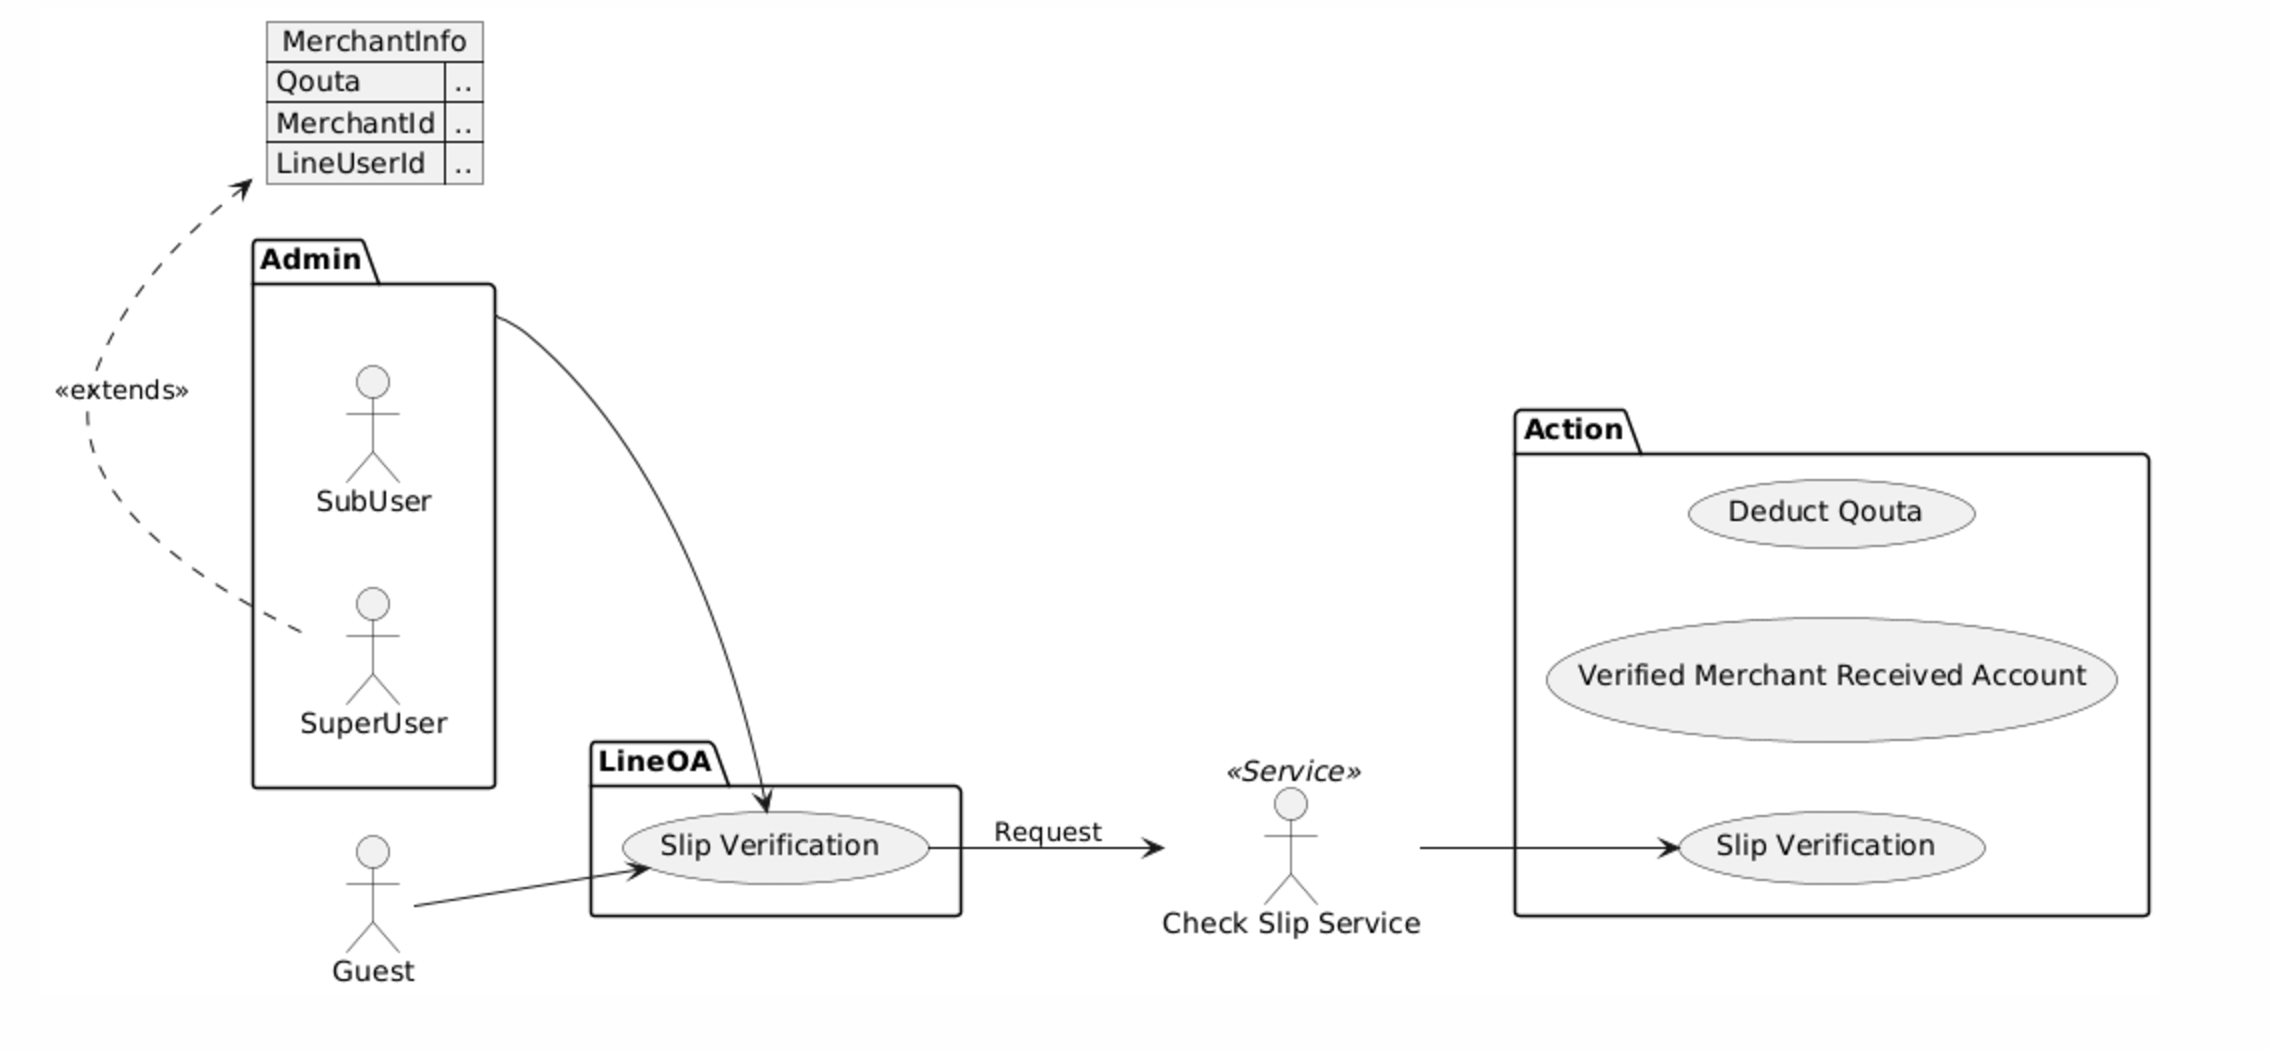 MerchantInfo
Qouta ..
MerchantId ..
LineUserId ..
Admin
«extends»
SubUser
SuperUser
Guest
LineOA
Slip Verification
Request
«Service»
Check Slip Service
Action
Deduct Qouta
Verified Merchant Received Account
Slip Verification